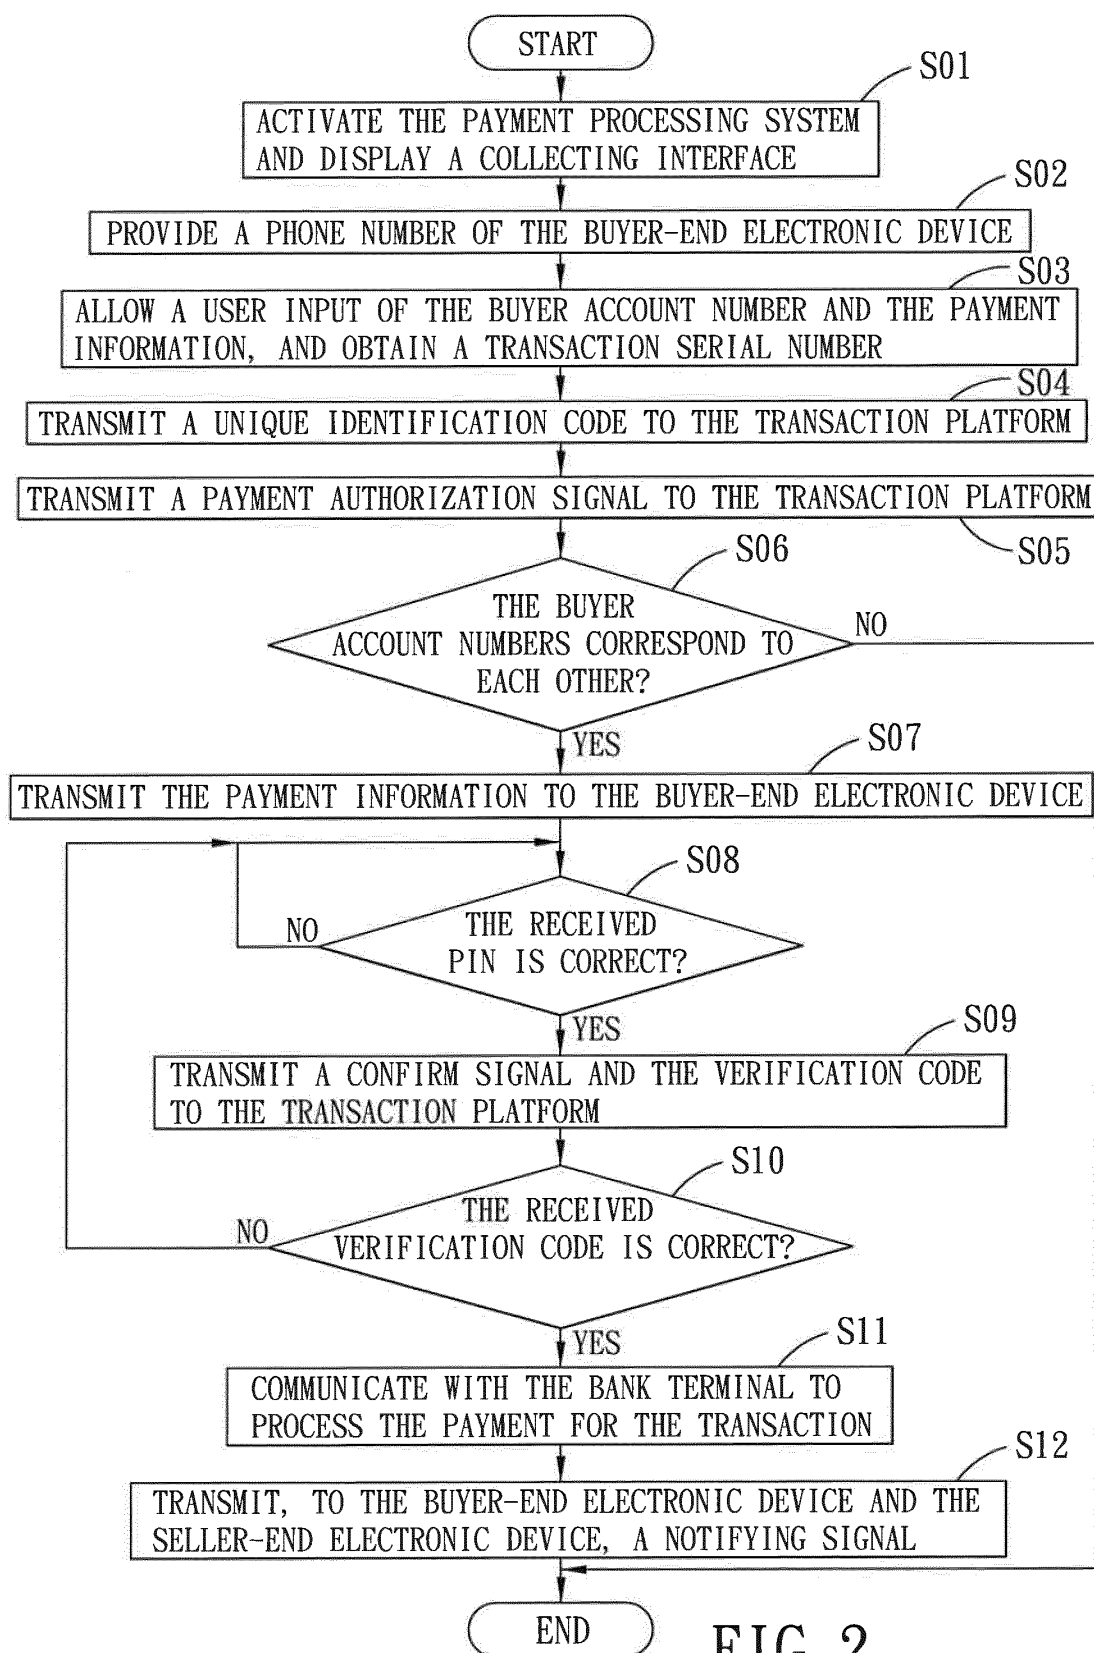 START
S01
ACTIVATE THE PAYMENT PROCESSING SYSTEM
AND DISPLAY A COLLECTING INTERFACE
S02
PROVIDE A PHONE NUMBER OF THE BUYER-END ELECTRONIC DEVICE
S03
ALLOW A USER INPUT OF THE BUYER ACCOUNT NUMBER AND THE PAYMENT
INFORMATION, AND OBTAIN A TRANSACTION SERIAL NUMBER
S04
TRANSMIT A UNIQUE IDENTIFICATION CODE TO THE TRANSACTION PLATFORM
TRANSMIT A PAYMENT AUTHORIZATION SIGNAL TO THE TRANSACTION PLATFORM
S05
S06
THE BUYER
ACCOUNT NUMBERS CORRESPOND TO
EACH OTHER?
NO
YES
S07
TRANSMIT THE PAYMENT INFORMATION TO THE BUYER-END ELECTRONIC DEVICE
S08
THE RECEIVED
PIN IS CORRECT?
NO
YES
S09
TRANSMIT A CONFIRM SIGNAL AND THE VERIFICATION CODE
TO THE TRANSACTION PLATFORM
S10
THE RECEIVED
VERIFICATION CODE IS CORRECT?
NO
YES
S11
COMMUNICATE WITH THE BANK TERMINAL TO
PROCESS THE PAYMENT FOR THE TRANSACTION
S12
TRANSMIT, TO THE BUYER-END ELECTRONIC DEVICE AND THE
SELLER-END ELECTRONIC DEVICE, A NOTIFYING SIGNAL
END
FIG. 2